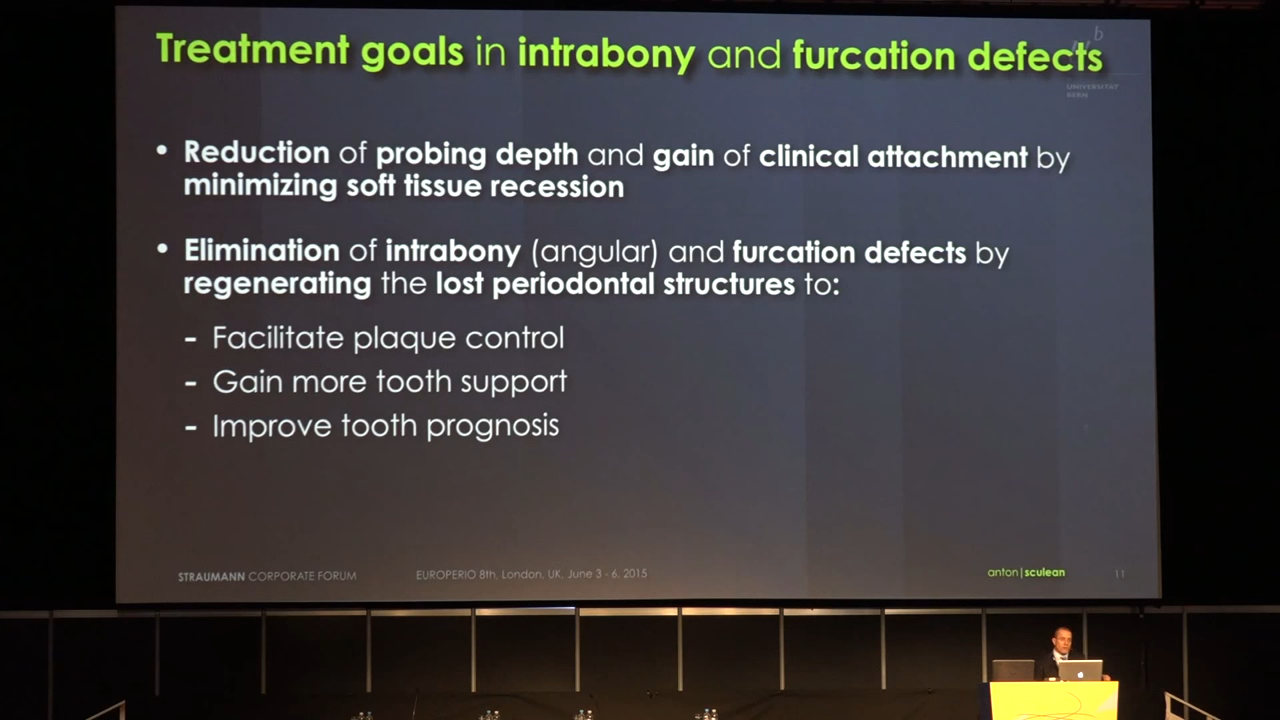 Treatment goals in intrabony and furcation defects
u
b
UNIVERSITÄT
BERN
• Reduction of probing depth and gain of clinical attachment by
minimizing soft tissue recession
• Elimination of intrabony (angular) and furcation defects by
regenerating the lost periodontal structures to:
- Facilitate plaque control
- Gain more tooth support
- Improve tooth prognosis
STRAUMANN CORPORATE FORUM
EUROPERIO 8th, London, UK, June 3 - 6, 2015
anton|sculean
11